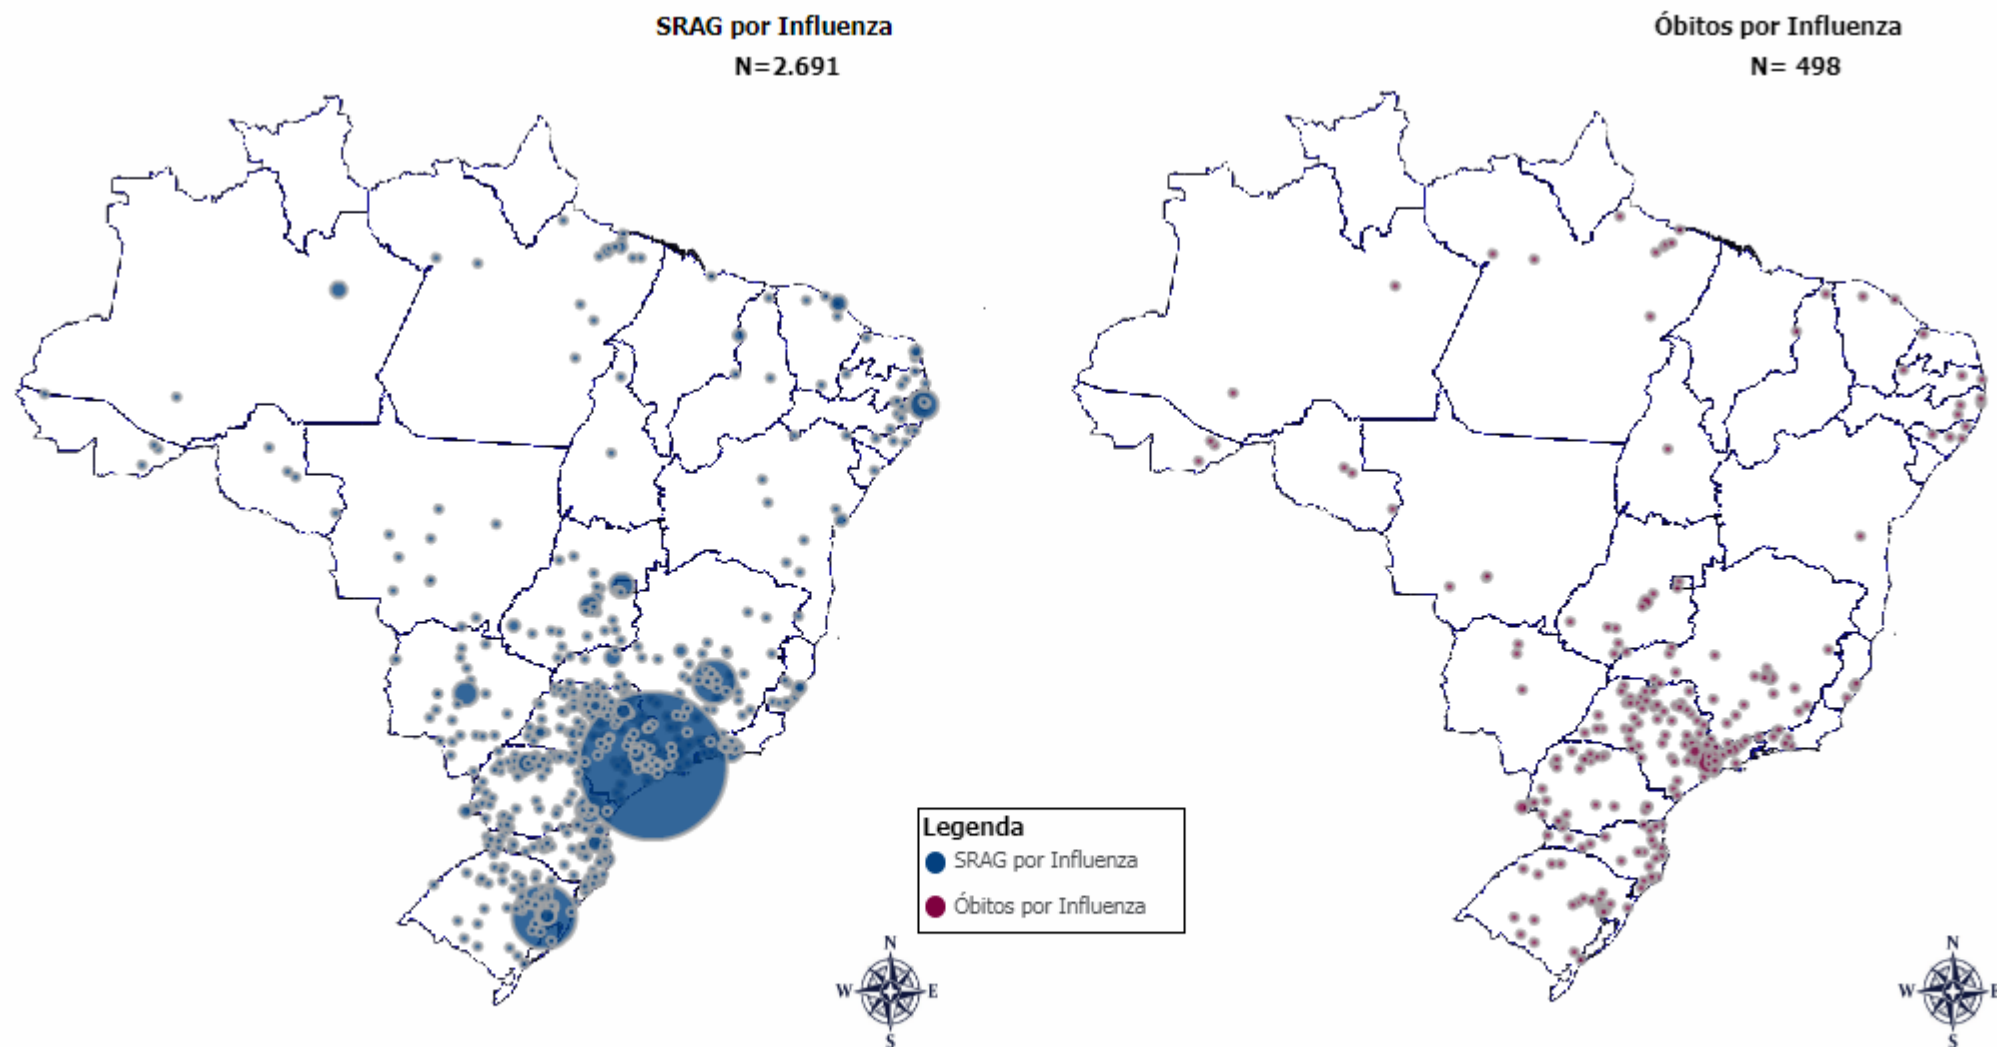 SRAG por Influenza
N=2.691
Óbitos por Influenza
N= 498
Legenda
SRAG por Influenza
Óbitos por Influenza
N
W E
S
N
W E
S